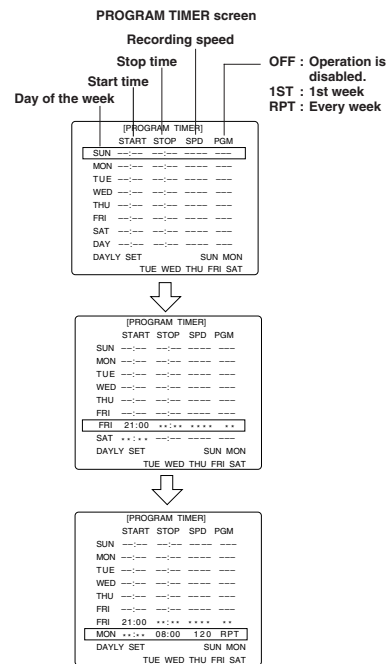 PROGRAM TIMER screen
Recording speed
Stop time
Start time
Day of the week
OFF : Operation is
disabled.
1ST : 1st week
RPT : Every week
[PROGRAM TIMER]
START STOP SPD PGM
SUN --:-- --:-- ---- ---
MON --:-- --:-- ---- ---
TUE --:-- --:-- ---- ---
WED --:-- --:-- ---- ---
THU --:-- --:-- ---- ---
FRI --:-- --:-- ---- ---
SAT --:-- --:-- ---- ---
DAY --:-- --:-- ---- ---
DAYLY SET SUN MON
TUE WED THU FRI SAT
[PROGRAM TIMER]
START STOP SPD PGM
SUN --:-- --:-- ---- ---
MON --:-- --:-- ---- ---
TUE --:-- --:-- ---- ---
WED --:-- --:-- ---- ---
THU --:-- --:-- ---- ---
FRI --:-- --:-- ---- ---
FRI 21:00 **:** **** **
SAT **:** --:-- ---- ---
DAYLY SET SUN MON
TUE WED THU FRI SAT
[PROGRAM TIMER]
START STOP SPD PGM
SUN --:-- --:-- ---- ---
MON --:-- --:-- ---- ---
TUE --:-- --:-- ---- ---
WED --:-- --:-- ---- ---
THU --:-- --:-- ---- ---
FRI --:-- --:-- ---- ---
FRI 21:00 **:** **** **
MON **:** 08:00 120 RPT
DAYLY SET SUN MON
TUE WED THU FRI SAT